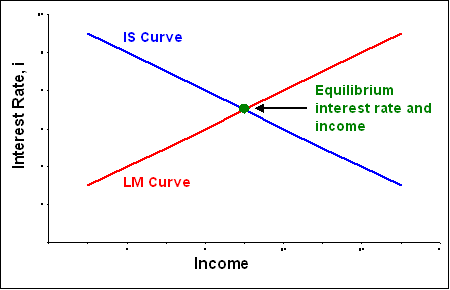 IS Curve
Equilibrium
interest rate and
income
Interest Rate, i
LM Curve
Income